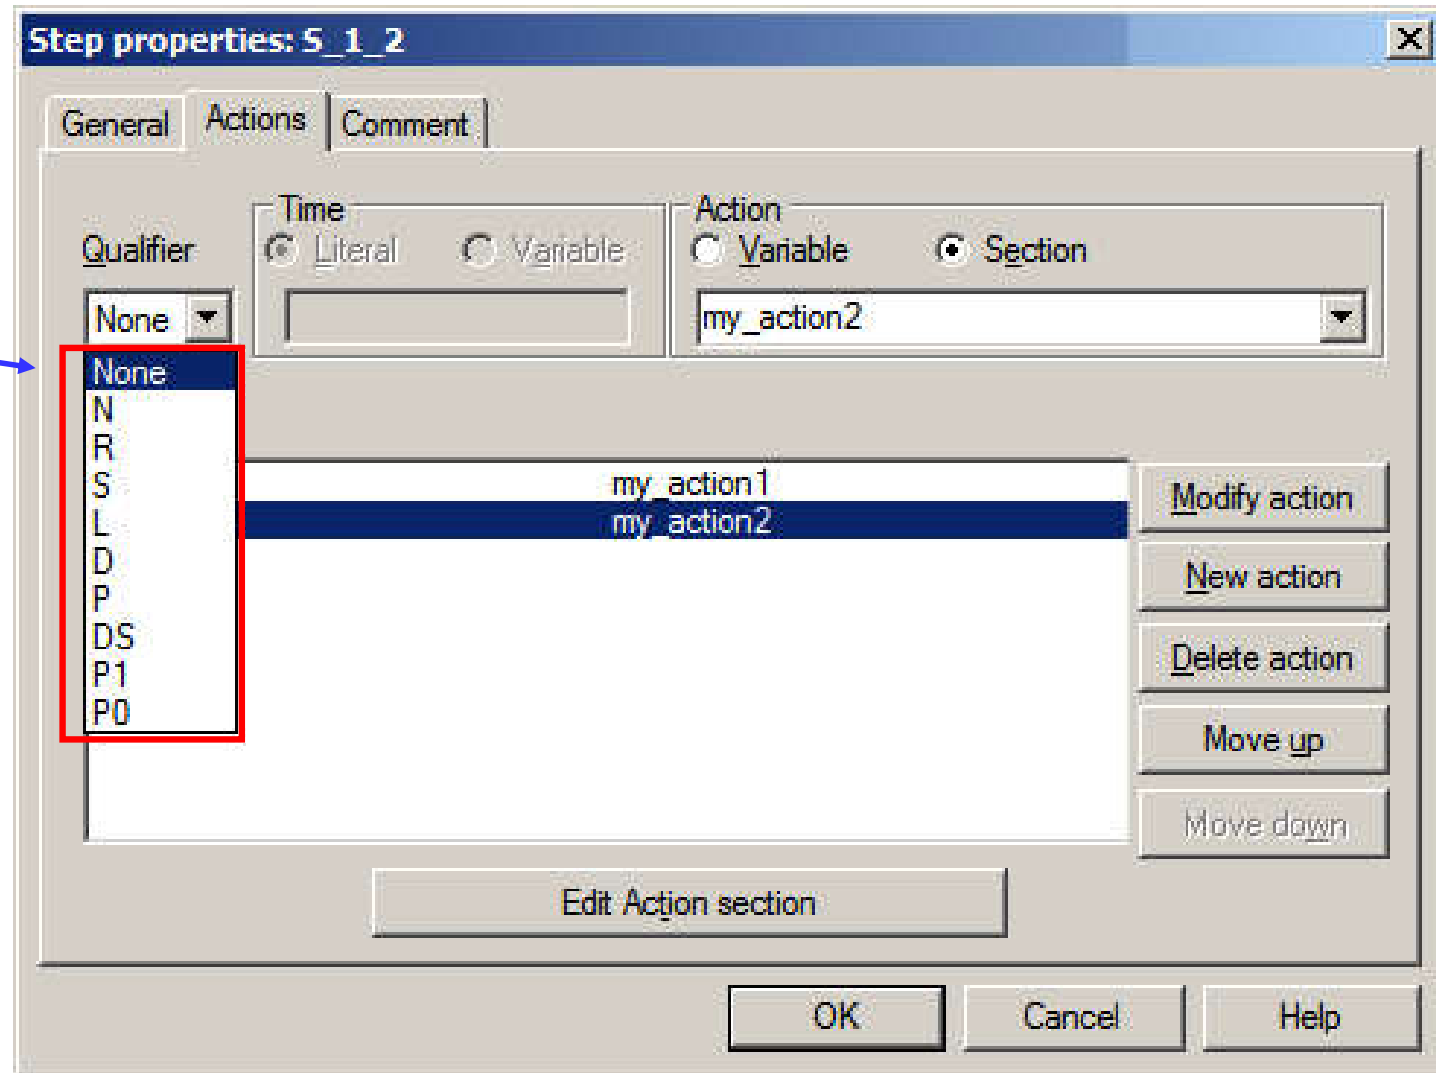 Step properties: S_1_2
General Actions Comment
Time Action
Qualifier Literal Variable Variable Section
None my_action2
None
N
R
S my_action1 Modify action
L my_action2
D New action
P
DS Delete action
P1
P0 Move up
Move down
Edit Action section
OK Cancel Help